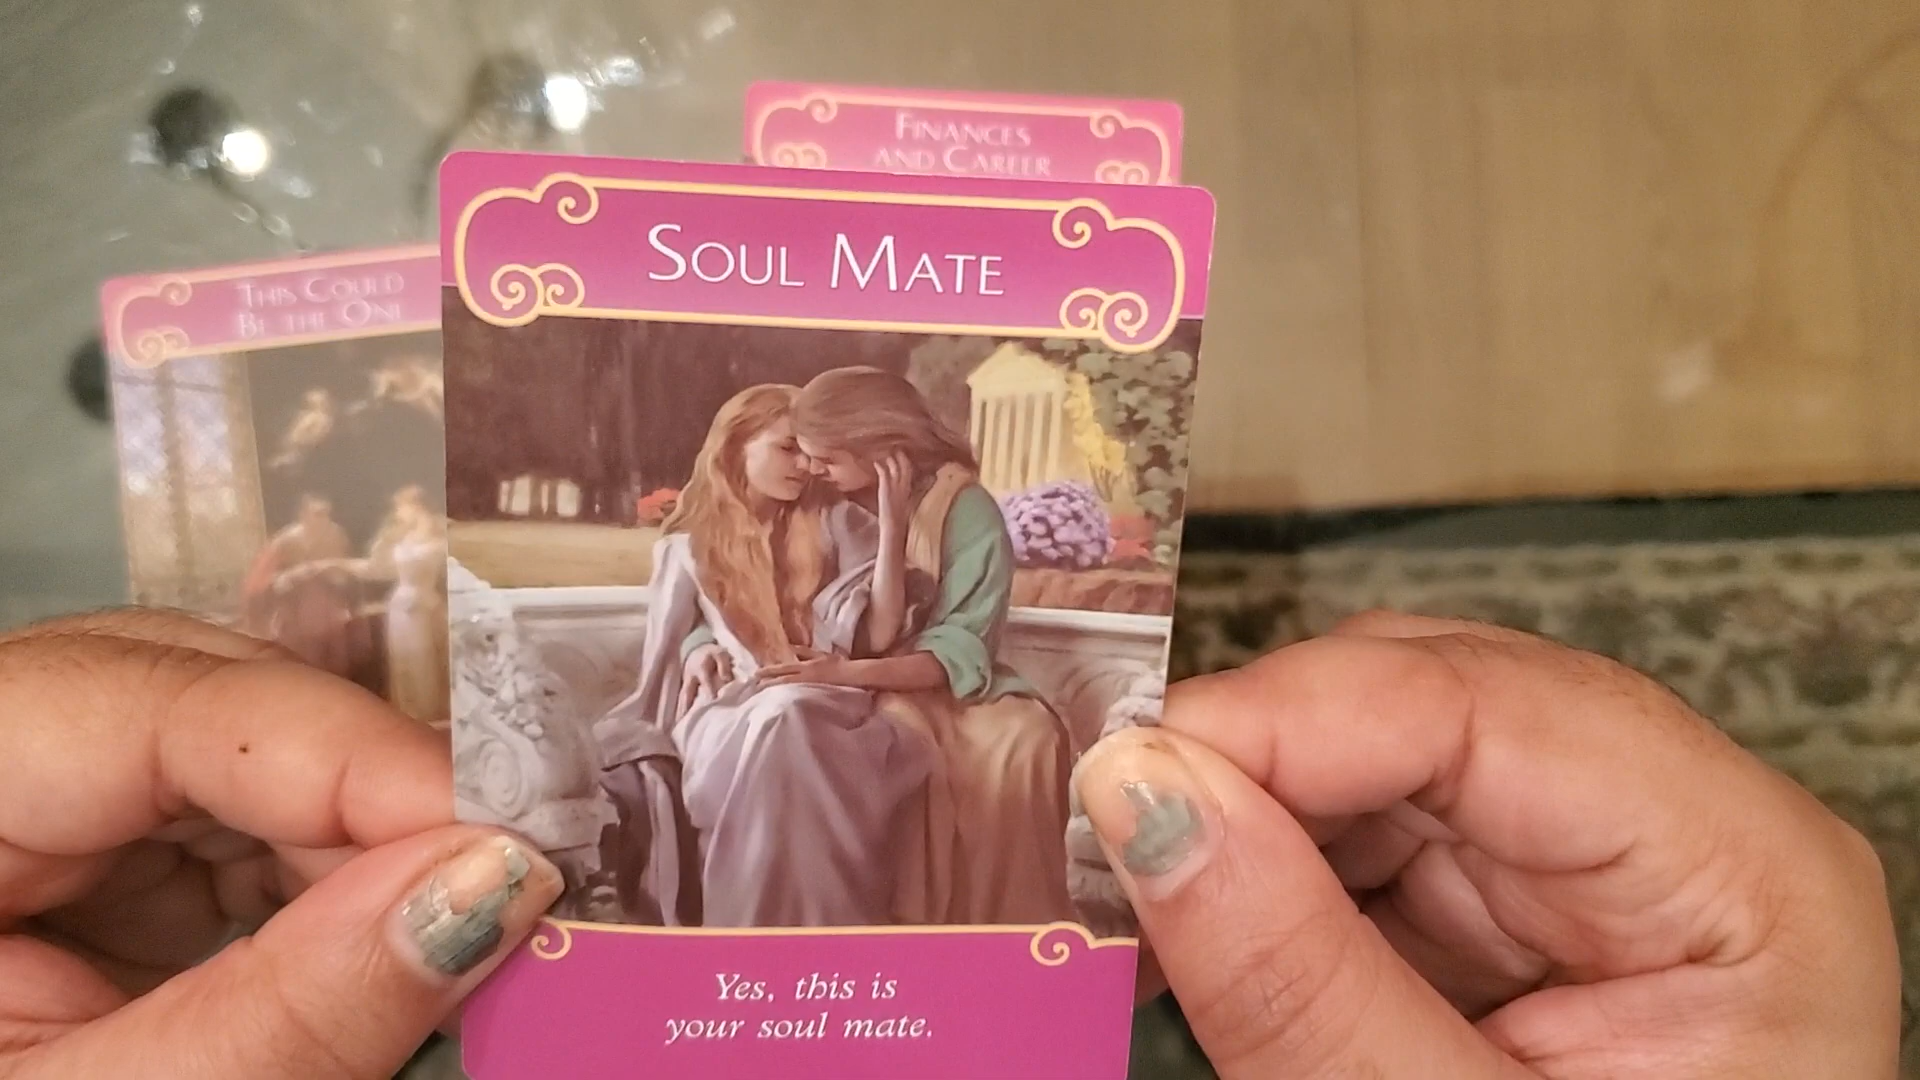 FINANCES
AND CAREER
SOUL MATE
THIS COULD
BE THE ONE
Yes, this is
your soul mate.